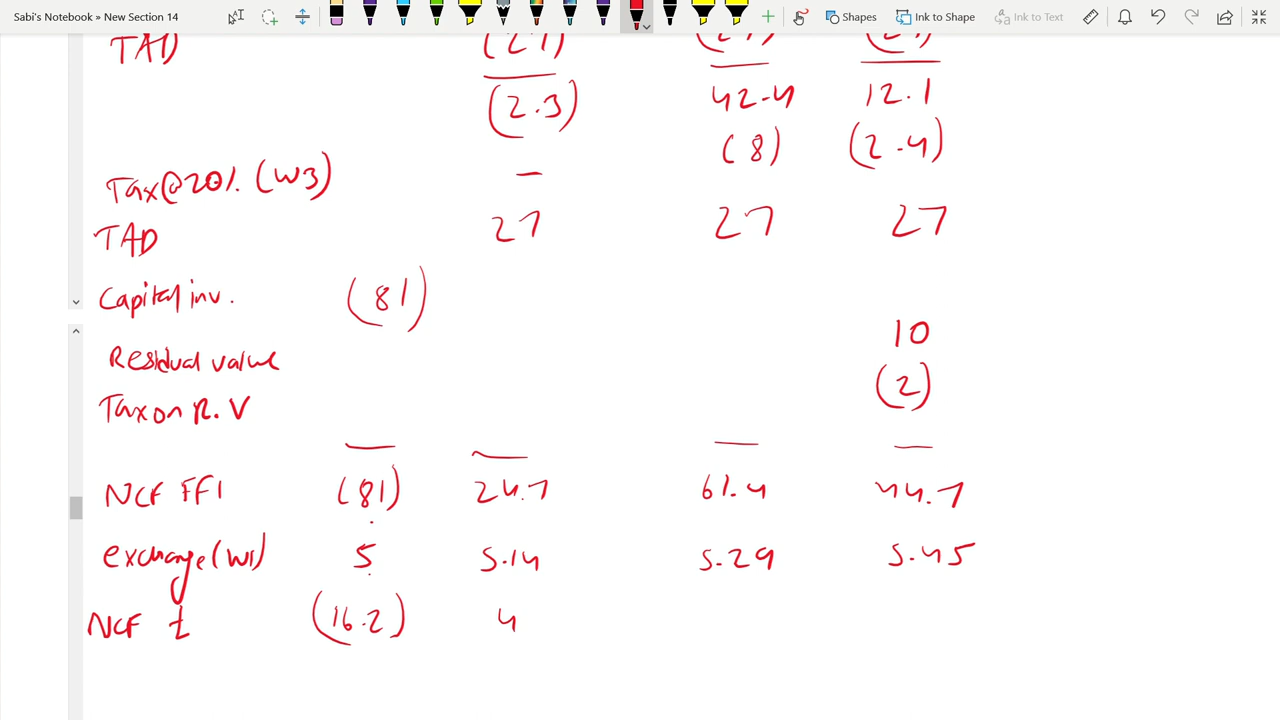 Sabi's Notebook » New Section 14
Shapes
Ink to Shape
Ink to Text
TAD (27) (27) (27)
(2.3) 42.4 12.1
Tax@20%. (W3) – (8) (2.4)
TAD 27 27 27
Capital inv. (81)
Residual value 10
Tax on R.V (2)
NCF FFI (81) 24.7 61.4 44.7
exchange (W1) 5 5.14 5.29 5.45
NCF £ (16.2) 4